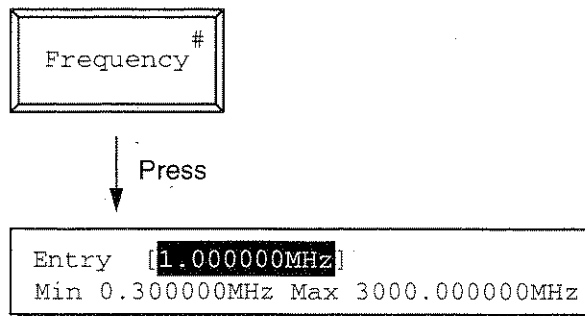 Frequency #
Press
Entry [1.000000MHz]
Min 0.300000MHz Max 3000.000000MHz